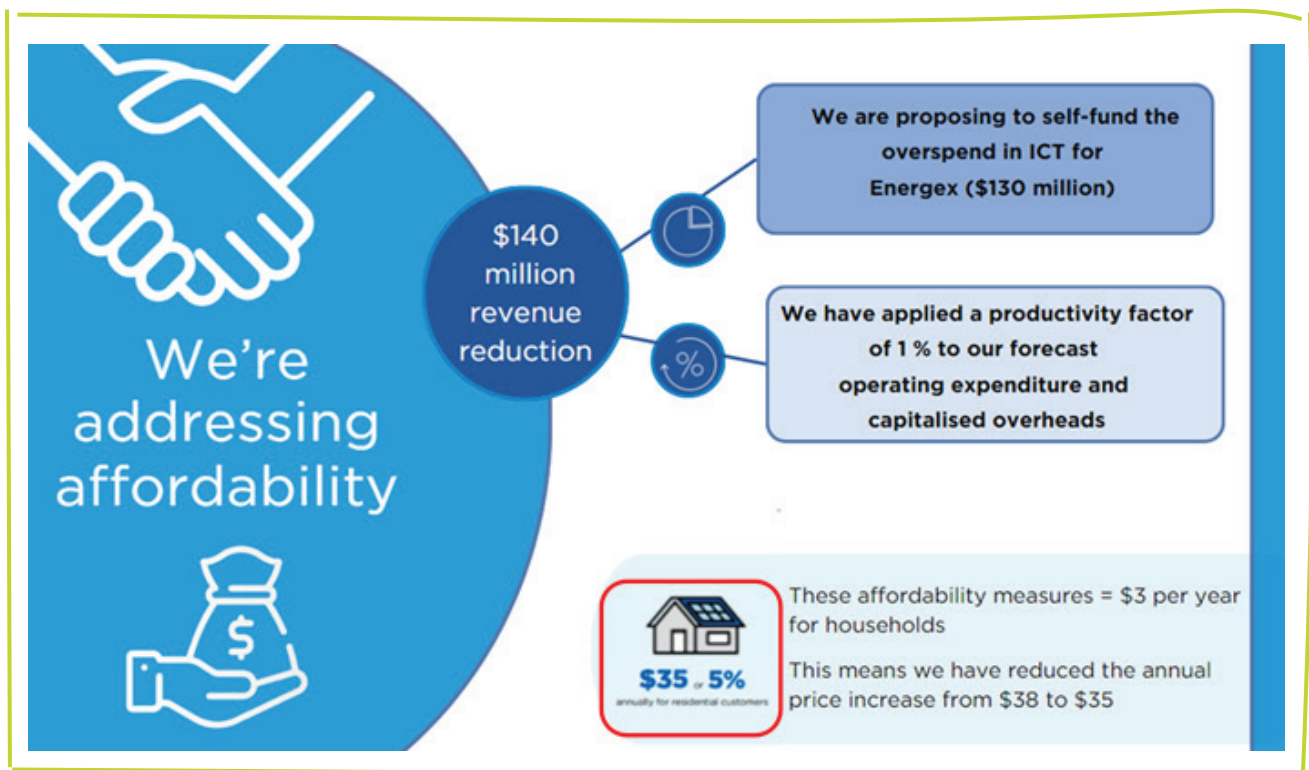 We're
addressing
affordability
$
$140
million
revenue
reduction
%
We are proposing to self-fund the
overspend in ICT for
Energex ($130 million)
We have applied a productivity factor
of 1 % to our forecast
operating expenditure and
capitalised overheads
$35 or 5%
annually for residential customers
These affordability measures = $3 per year
for households
This means we have reduced the annual
price increase from $38 to $35